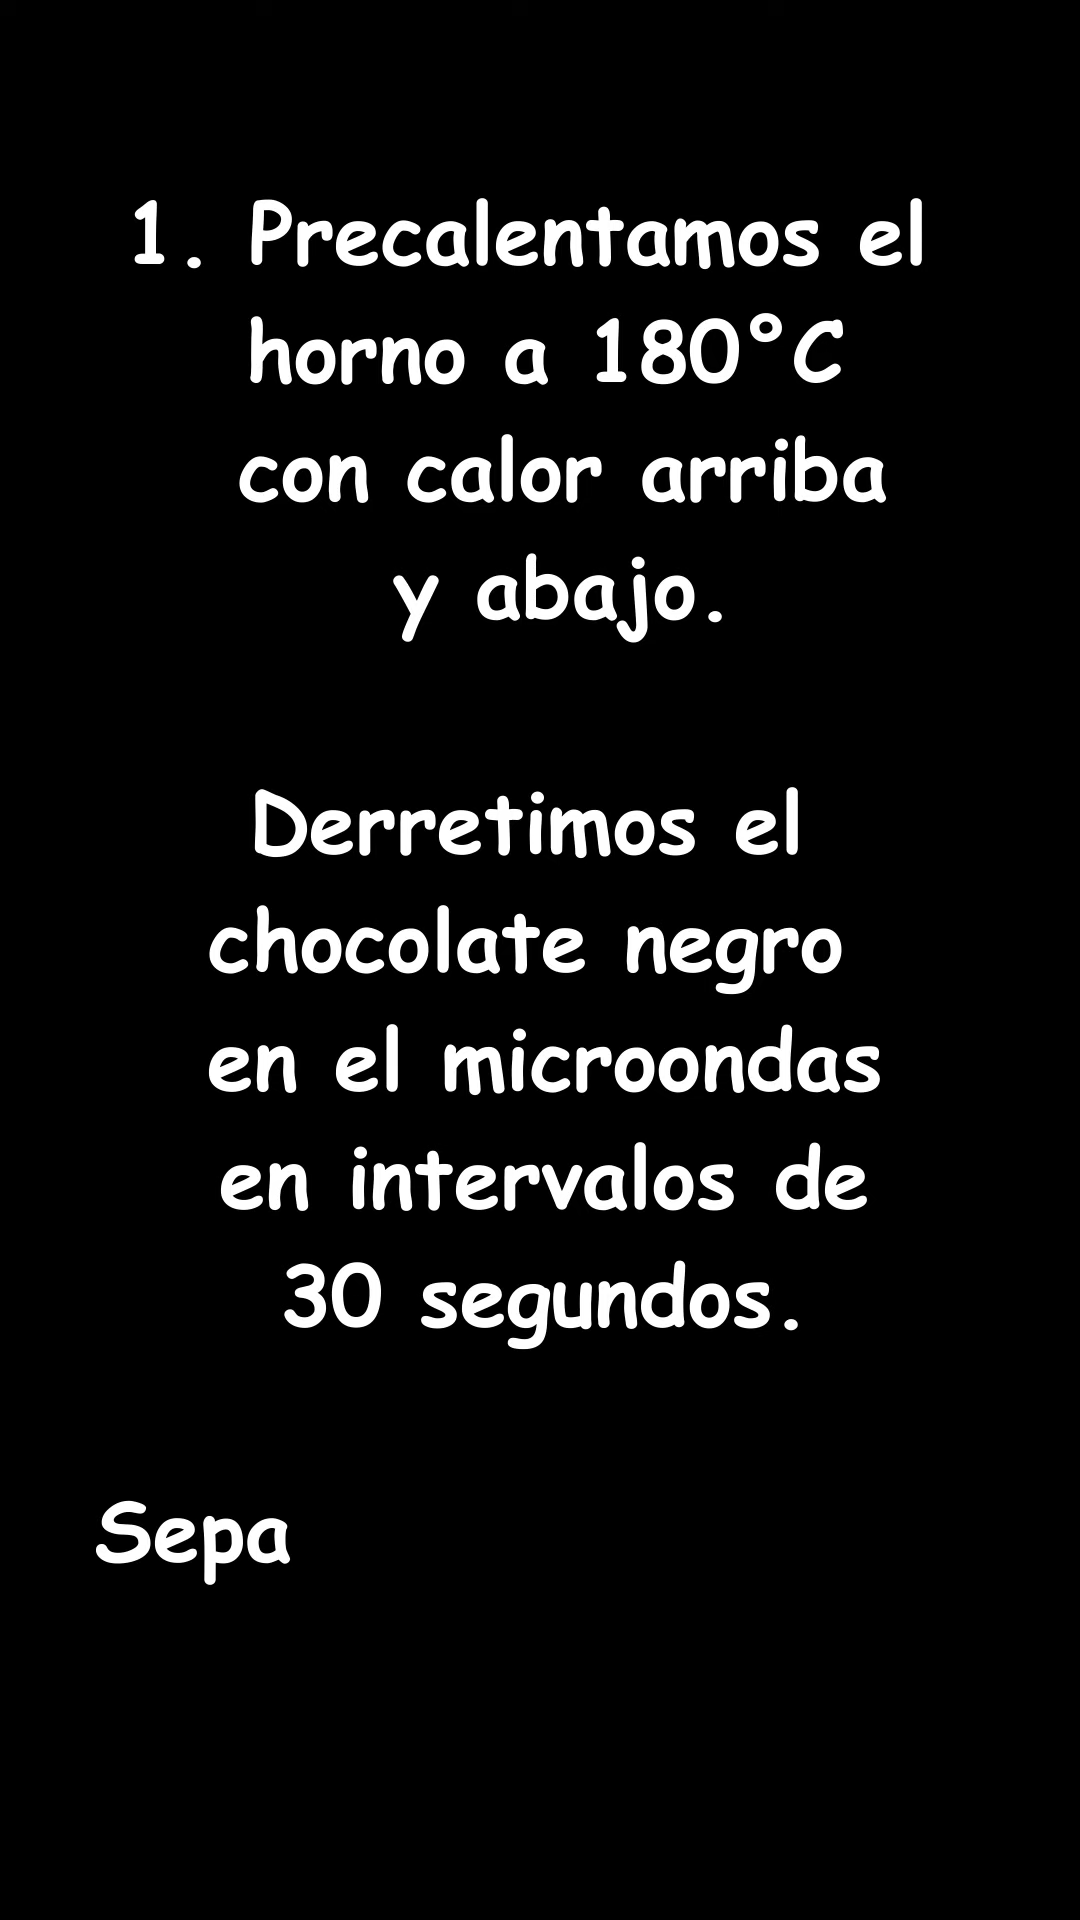 1. Precalentamos el
horno a 180°C
con calor arriba
y abajo.
Derretimos el
chocolate negro
en el microondas
en intervalos de
30 segundos.
Sepa